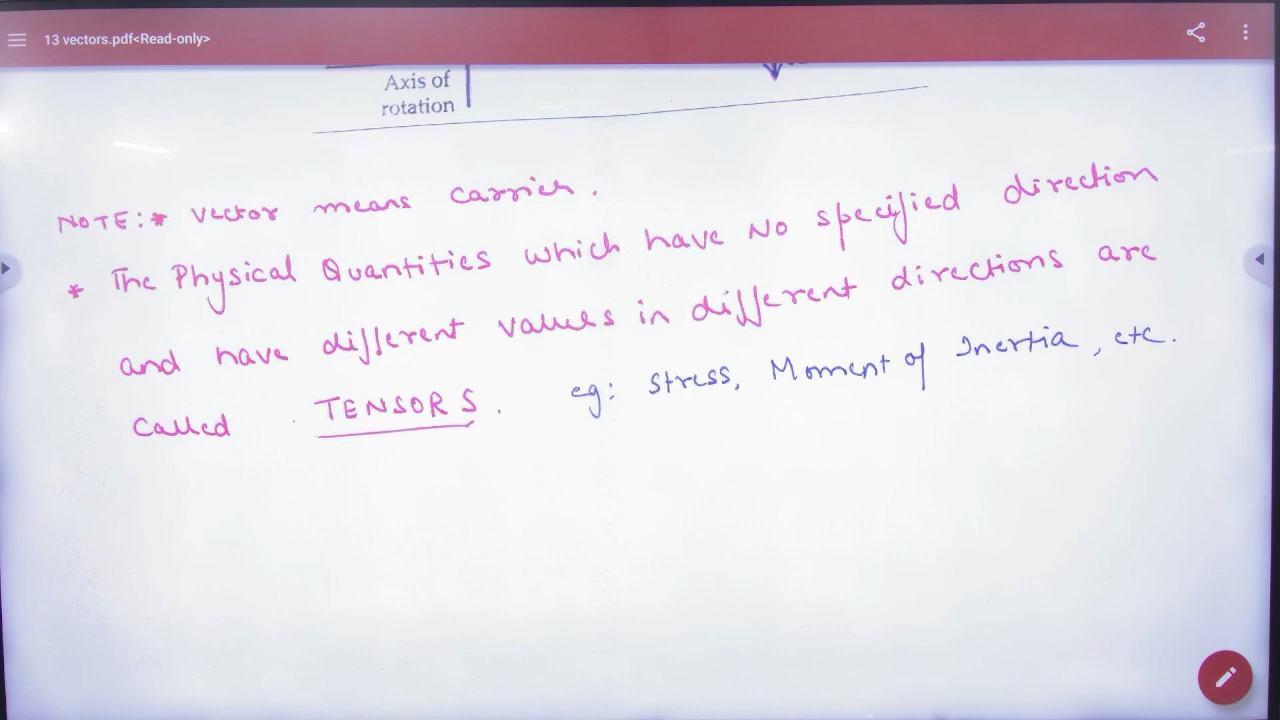 13 vectors.pdf<Read-only>
Axis of
rotation
NOTE:* Vector means carrier.
* The Physical Quantities which have No specified direction
and have different values in different directions are
called TENSORS. eg: Stress, Moment of Inertia, etc.